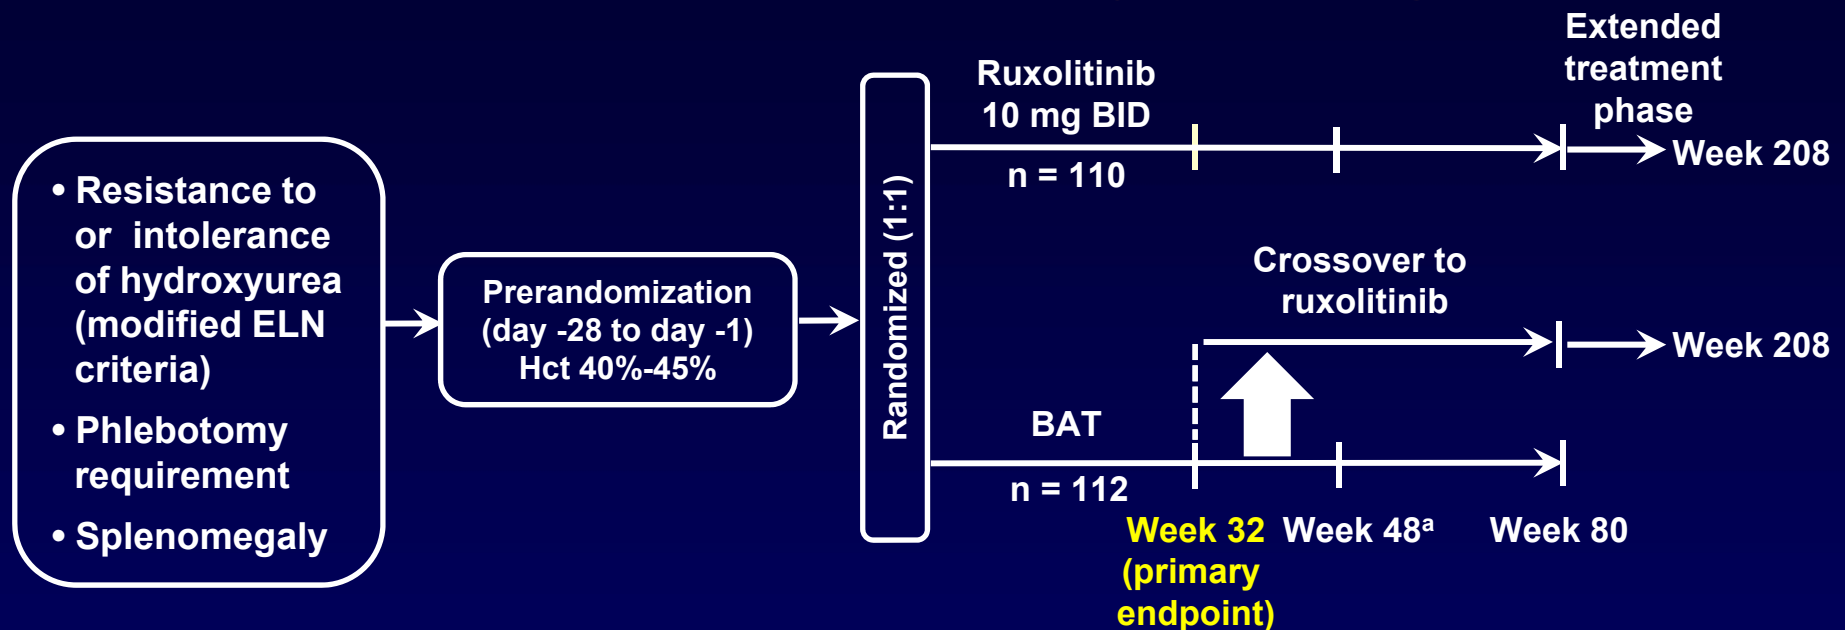 • Resistance to
or intolerance
of hydroxyurea
(modified ELN
criteria)
• Phlebotomy
requirement
• Splenomegaly
Prerandomization
(day -28 to day -1)
Hct 40%-45%
Randomized (1:1)
Ruxolitinib
10 mg BID
n = 110
Extended
treatment
phase
Week 208
Crossover to
ruxolitinib
Week 208
BAT
n = 112
Week 32
(primary
endpoint)
Week 48ᵃ
Week 80